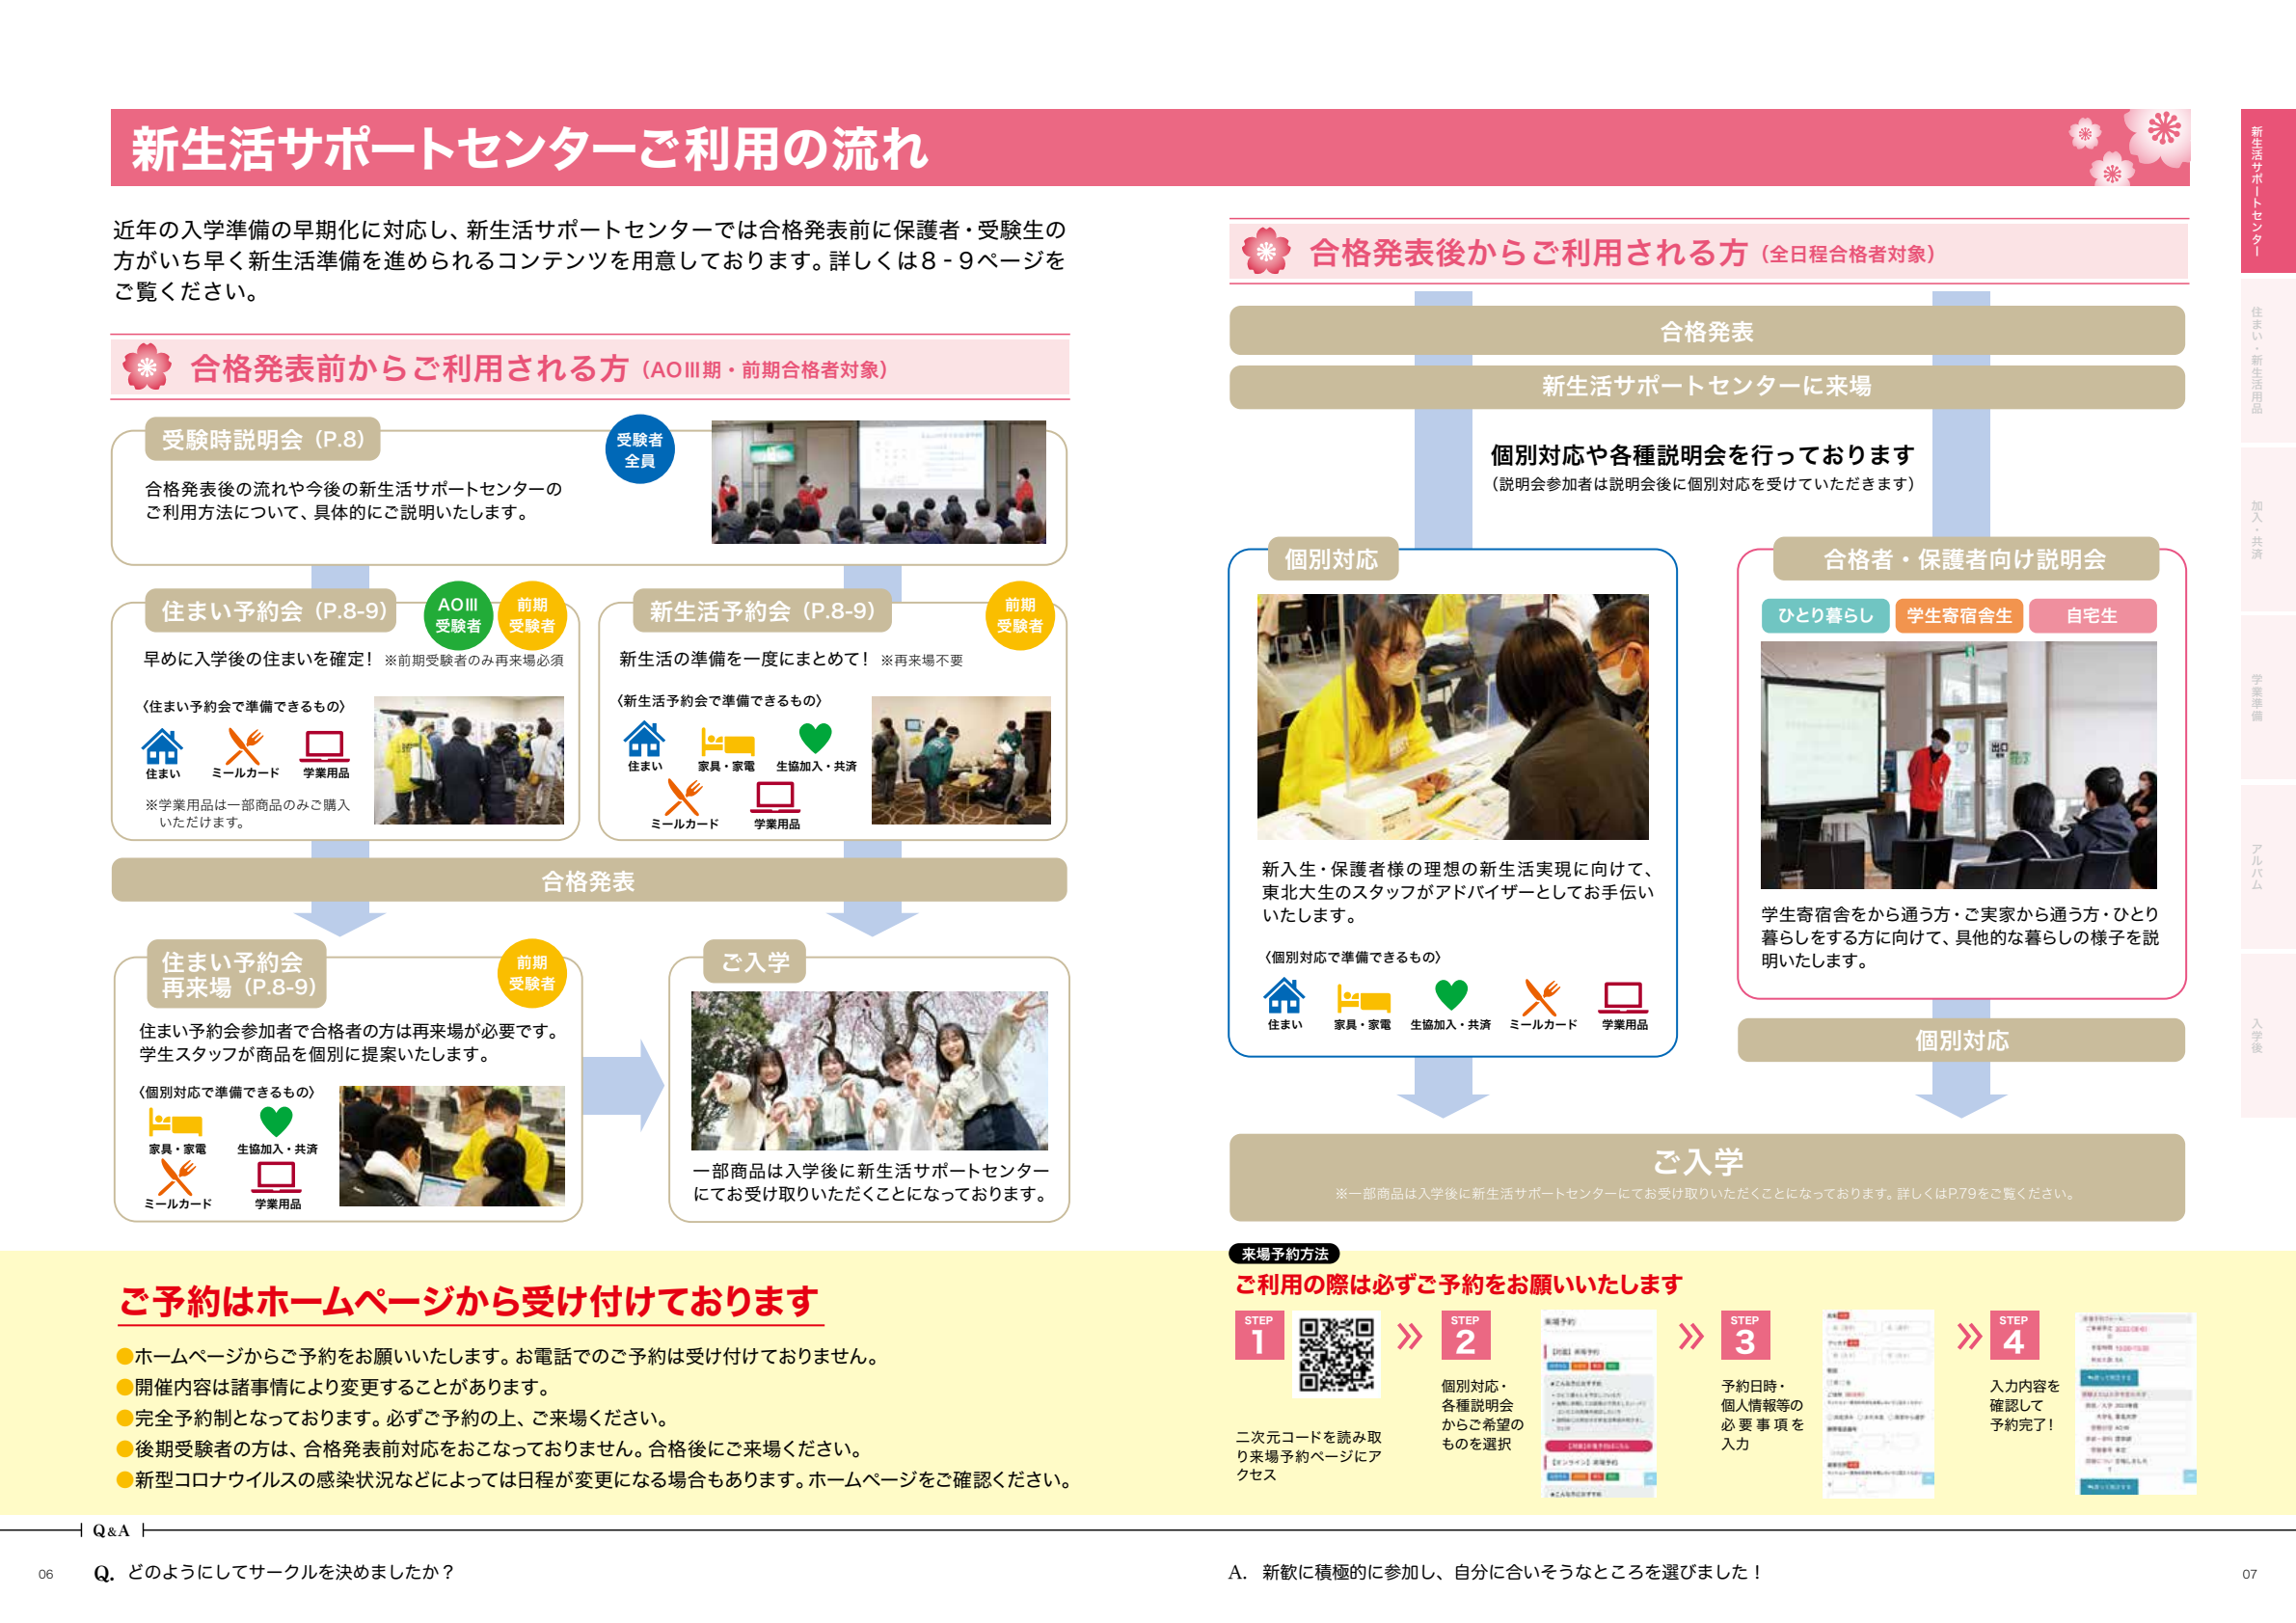 新生活サポートセンターご利用の流れ
近年の入学準備の早期化に対応し、新生活サポートセンターでは合格発表前に保護者・受験生の
方がいち早く新生活準備を進められるコンテンツを用意しております。詳しくは８-９ページを
ご覧ください。
合格発表前からご利用される方（AOⅢ期・前期合格者対象）
受験時説明会（P.8）
受験者
全員
合格発表後の流れや今後の新生活サポートセンターの
ご利用方法について、具体的にご説明いたします。
住まい予約会（P.8-9）
AOⅢ
受験者
前期
受験者
早めに入学後の住まいを確定！ ※前期受験者のみ再来場必須
〈住まい予約会で準備できるもの〉
住まい
ミールカード
学業用品
※学業用品は一部商品のみご購入
いただけます。
新生活予約会（P.8-9）
前期
受験者
新生活の準備を一度にまとめて！ ※再来場不要
〈新生活予約会で準備できるもの〉
住まい
家具・家電
生協加入・共済
ミールカード
学業用品
合格発表
住まい予約会
再来場（P.8-9）
前期
受験者
住まい予約会参加者で合格者の方は再来場が必要です。
学生スタッフが商品を個別に提案いたします。
〈個別対応で準備できるもの〉
家具・家電
生協加入・共済
ミールカード
学業用品
ご入学
一部商品は入学後に新生活サポートセンター
にてお受け取りいただくことになっております。
ご予約はホームページから受け付けております
●ホームページからご予約をお願いいたします。お電話でのご予約は受け付けておりません。
●開催内容は諸事情により変更することがあります。
●完全予約制となっております。必ずご予約の上、ご来場ください。
●後期受験者の方は、合格発表前対応をおこなっておりません。合格後にご来場ください。
●新型コロナウイルスの感染状況などによっては日程が変更になる場合もあります。ホームページをご確認ください。
合格発表後からご利用される方（全日程合格者対象）
合格発表
新生活サポートセンターに来場
個別対応や各種説明会を行っております
（説明会参加者は説明会後に個別対応を受けていただきます）
個別対応
新入生・保護者様の理想の新生活実現に向けて、
東北大生のスタッフがアドバイザーとしてお手伝い
いたします。
〈個別対応で準備できるもの〉
住まい
家具・家電
生協加入・共済
ミールカード
学業用品
合格者・保護者向け説明会
ひとり暮らし
学生寄宿舎生
自宅生
出口
学生寄宿舎をから通う方・ご実家から通う方・ひとり
暮らしをする方に向けて、具他的な暮らしの様子を説
明いたします。
個別対応
ご入学
※一部商品は入学後に新生活サポートセンターにてお受け取りいただくことになっております。詳しくはP.79をご覧ください。
来場予約方法
ご利用の際は必ずご予約をお願いいたします
STEP
1
二次元コードを読み取
り来場予約ページにア
クセス
STEP
2
個別対応・
各種説明会
からご希望の
ものを選択
来場予約
【対面】来場予約
【オンライン】来場予約
STEP
3
予約日時・
個人情報等の
必要事項を
入力
STEP
4
入力内容を
確認して
予約完了！
新生活サポートセンター
住まい・新生活用品
加入・共済
学業準備
アルバム
入学後
Q&A
06
Q. どのようにしてサークルを決めましたか？
A. 新歓に積極的に参加し、自分に合いそうなところを選びました！
07